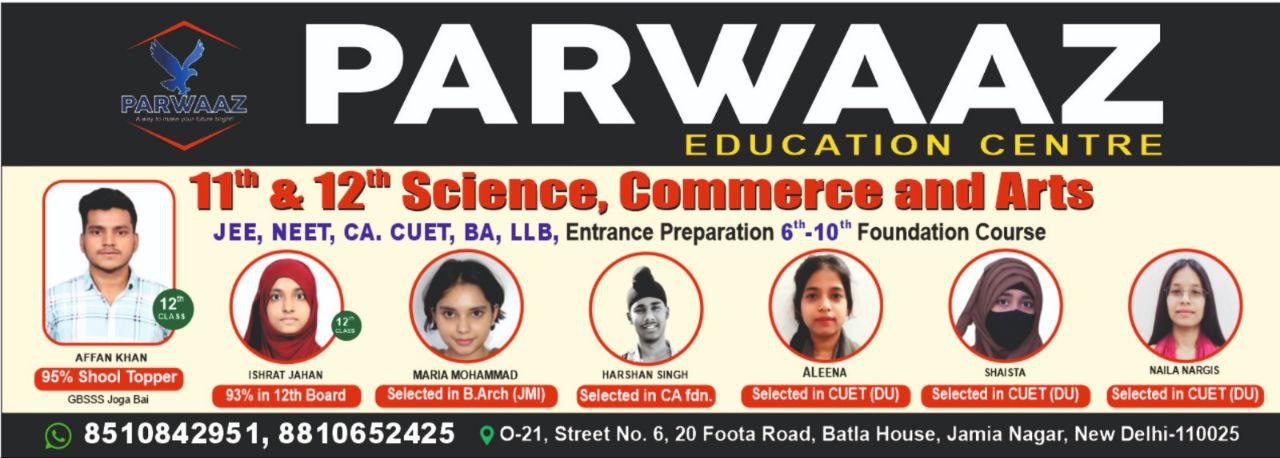 PARWAAZ
A way to make your future bright!
PARWAAZ
EDUCATION CENTRE
11th & 12th Science, Commerce and Arts
JEE, NEET, CA. CUET, BA, LLB, Entrance Preparation 6th-10th Foundation Course
12th
CLASS
AFFAN KHAN
95% Shool Topper
GBSSS Joga Bai
12th
CLASS
ISHRAT JAHAN
93% in 12th Board
MARIA MOHAMMAD
Selected in B.Arch (JMI)
HARSHAN SINGH
Selected in CA fdn.
ALEENA
Selected in CUET (DU)
SHAISTA
Selected in CUET (DU)
NAILA NARGIS
Selected in CUET (DU)
8510842951, 8810652425
O-21, Street No. 6, 20 Foota Road, Batla House, Jamia Nagar, New Delhi-110025